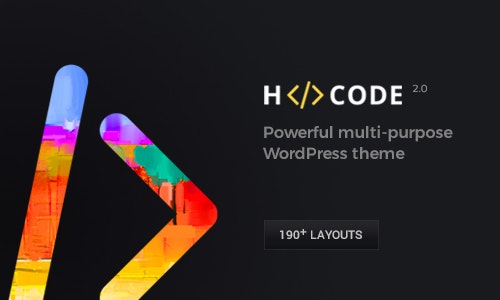 H</>CODE 2.0
Powerful multi-purpose
WordPress theme
190+ LAYOUTS